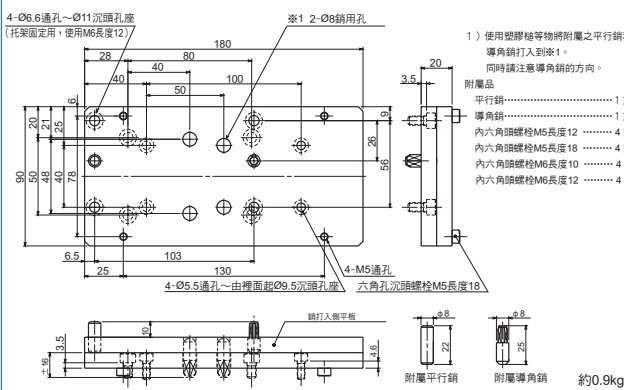 4-Ø6.6通孔～Ø11沉頭孔座
(托架固定用，使用M6長度12)
※1 2-Ø8銷用孔
180
28
80
40
40
100
50
6
20
21
25
90
50
48
40
78
9
26
56
6.5
103
25
130
4-M5通孔
4-Ø5.5通孔～由裡面起Ø9.5沉頭孔座
20
3.5
六角孔沉頭螺栓M5長度18
1）使用塑膠槌等物將附屬之平行銷
導角銷打入到※1。
同時請注意導角銷的方向。
附屬品
平行銷 1
導角銷 1
內六角頭螺栓M5長度12 4
內六角頭螺栓M5長度18 4
內六角頭螺栓M6長度10 4
內六角頭螺栓M6長度12 4
銷打入側平板
10
3.5
±16
4.6
φ8
22
附屬平行銷
φ8
25
附屬導角銷
約0.9kg